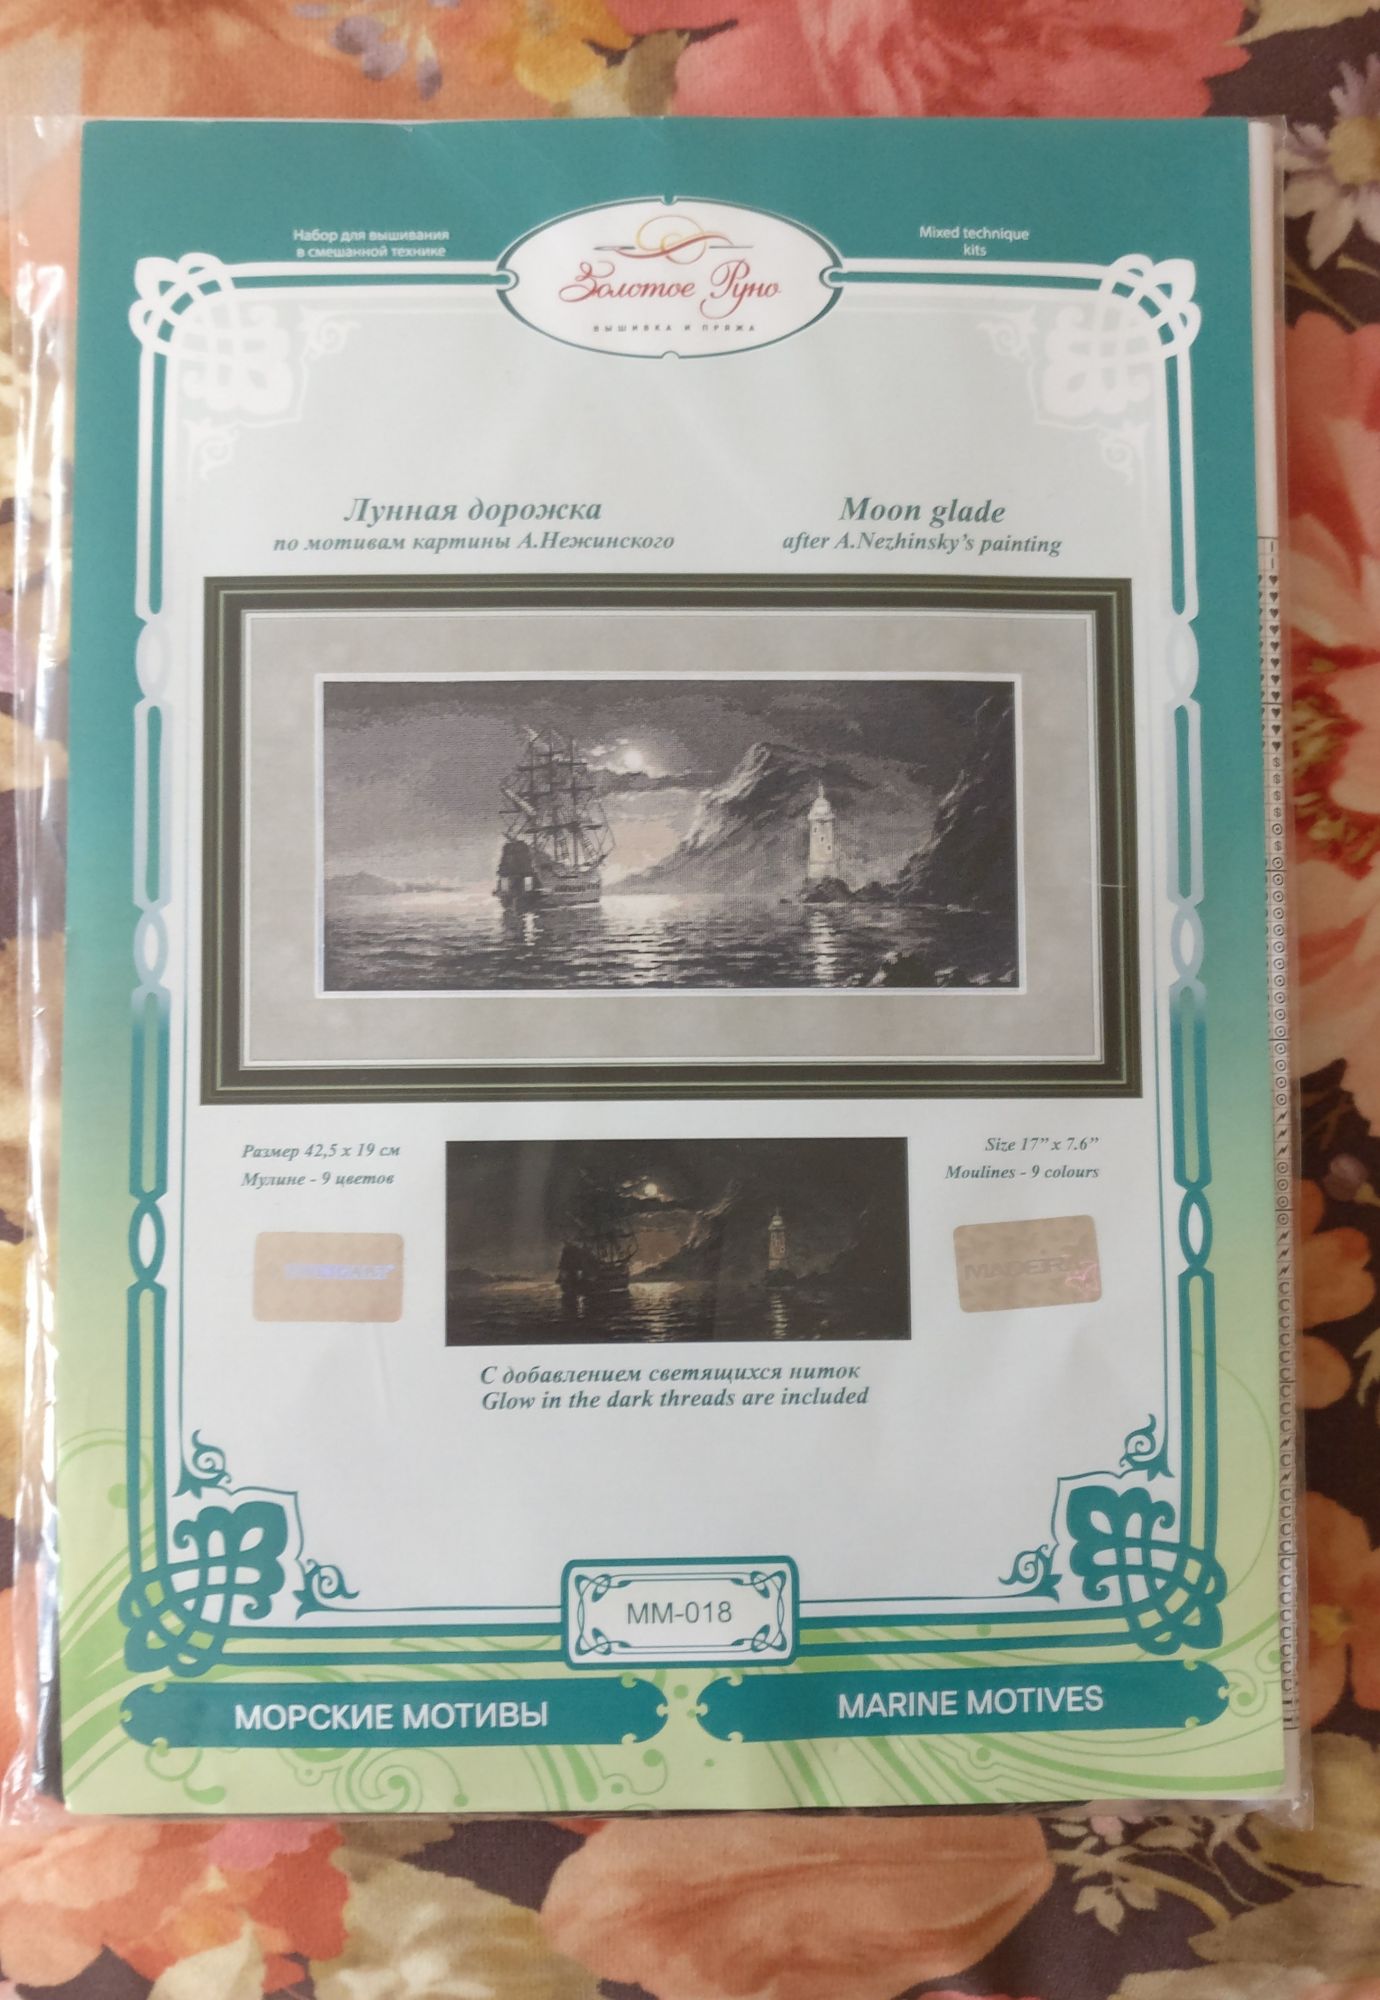 Набор для вышивания
в смешанной технике
Mixed technique
kits
Золотое Руно
ВЫШИВКА И ПРЯЖА
Лунная дорожка
по мотивам картины А.Нежинского
Moon glade
after A.Nezhinsky's painting
Размер 42,5 x 19 см
Мулине - 9 цветов
Size 17” x 7.6”
Moulines - 9 colours
MADEIRA
С добавлением светящихся ниток
Glow in the dark threads are included
ММ-018
МОРСКИЕ МОТИВЫ
MARINE MOTIVES